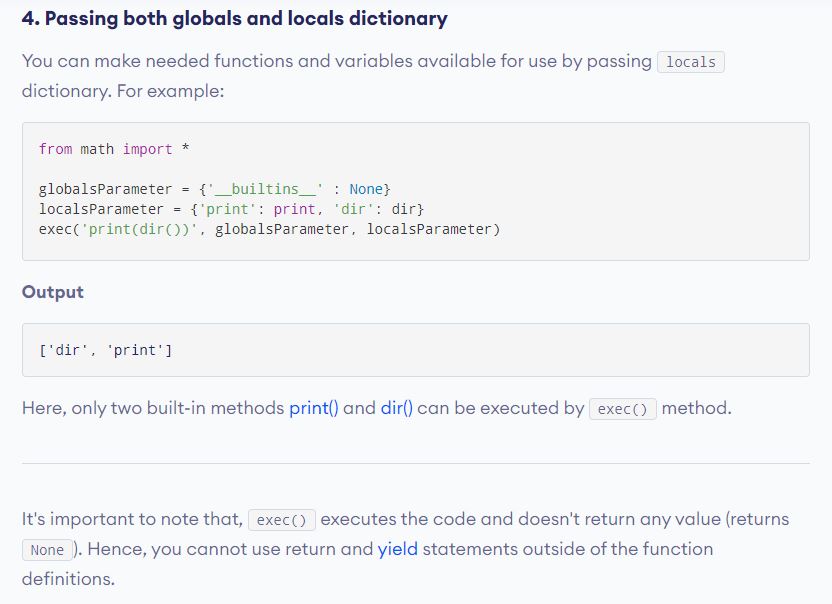 4. Passing both globals and locals dictionary
You can make needed functions and variables available for use by passing locals
dictionary. For example:
from math import *
globalsParameter = {'__builtins__' : None}
localsParameter = {'print': print, 'dir': dir}
exec('print(dir())', globalsParameter, localsParameter)
Output
['dir', 'print']
Here, only two built-in methods print() and dir() can be executed by exec() method.
It's important to note that, exec() executes the code and doesn't return any value (returns
None). Hence, you cannot use return and yield statements outside of the function
definitions.